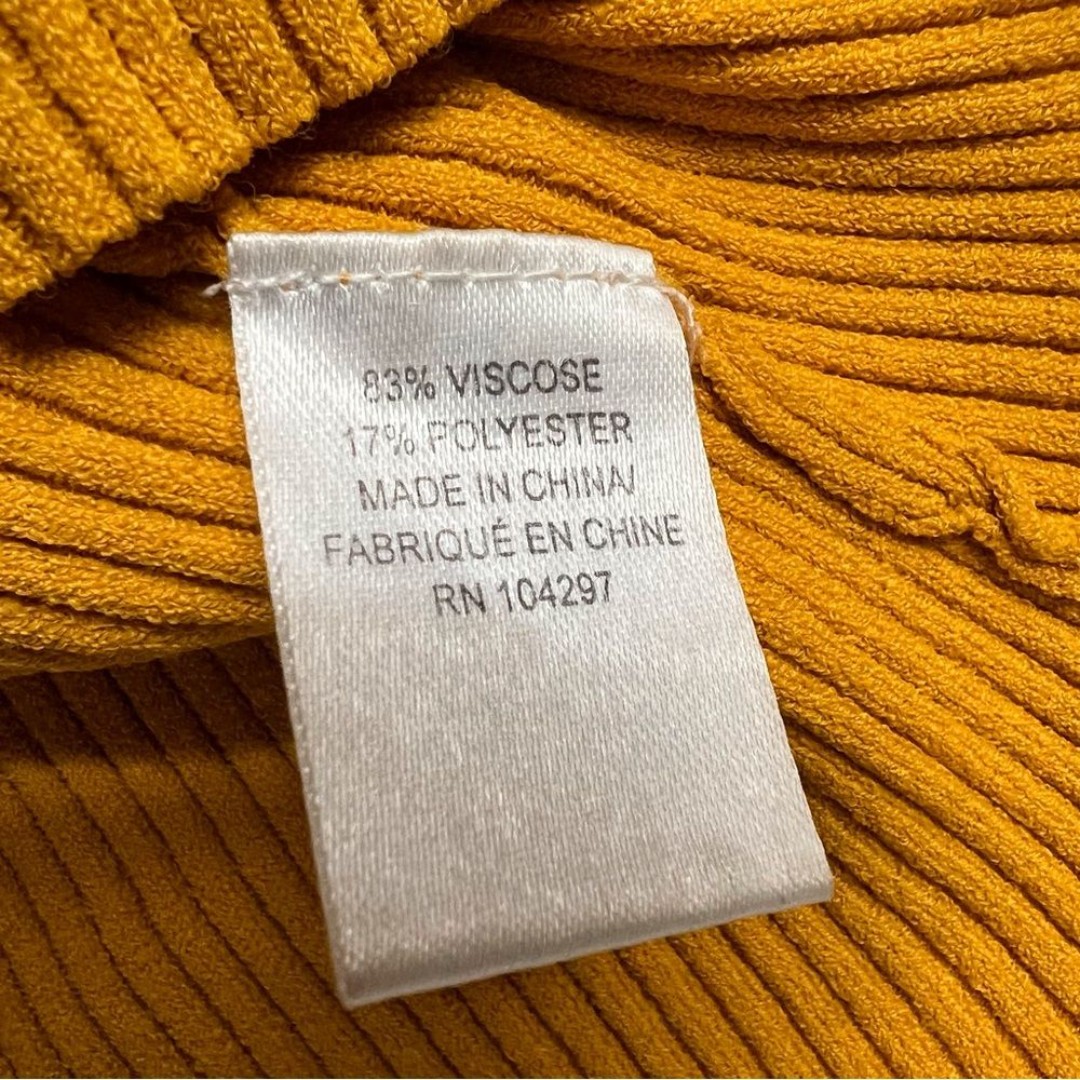 83% VISCOSE
17% POLYESTER
MADE IN CHINA/
FABRIQUÉ EN CHINE
RN 104297